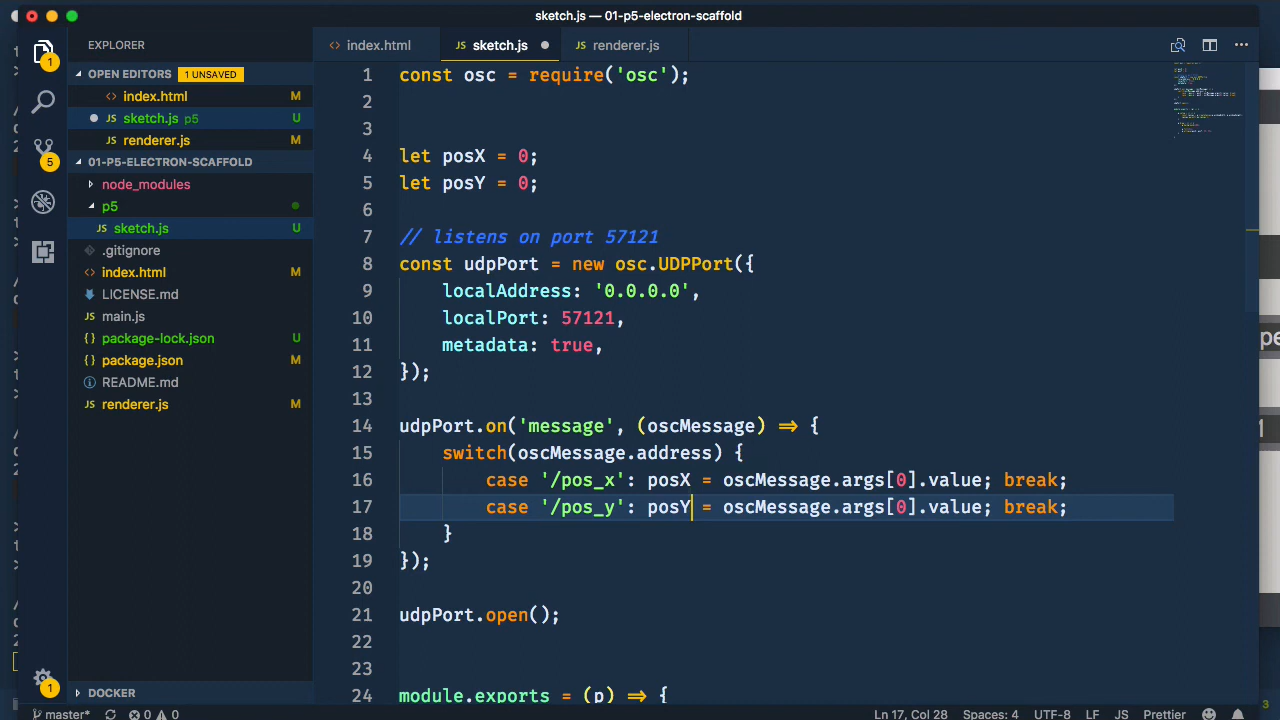 sketch.js — 01-p5-electron-scaffold
EXPLORER
OPEN EDITORS 1 UNSAVED
index.html M
sketch.js p5 U
renderer.js M
01-P5-ELECTRON-SCAFFOLD
node_modules
p5
sketch.js U
.gitignore
index.html M
LICENSE.md
main.js
package-lock.json U
package.json M
README.md
renderer.js M
DOCKER
1
5
1
index.html
JS sketch.js
JS renderer.js
1 const osc = require('osc');
2
3
4 let posX = 0;
5 let posY = 0;
6
7 // listens on port 57121
8 const udpPort = new osc.UDPPort({
9 localAddress: '0.0.0.0',
10 localPort: 57121,
11 metadata: true,
12 });
13
14 udpPort.on('message', (oscMessage) => {
15 switch(oscMessage.address) {
16 case '/pos_x': posX = oscMessage.args[0].value; break;
17 case '/pos_y': posY = oscMessage.args[0].value; break;
18 }
19 });
20
21 udpPort.open();
22
23
24 module.exports = (p) => {
master* 0 0 Ln 17, Col 28 Spaces: 4 UTF-8 LF JS Prettier